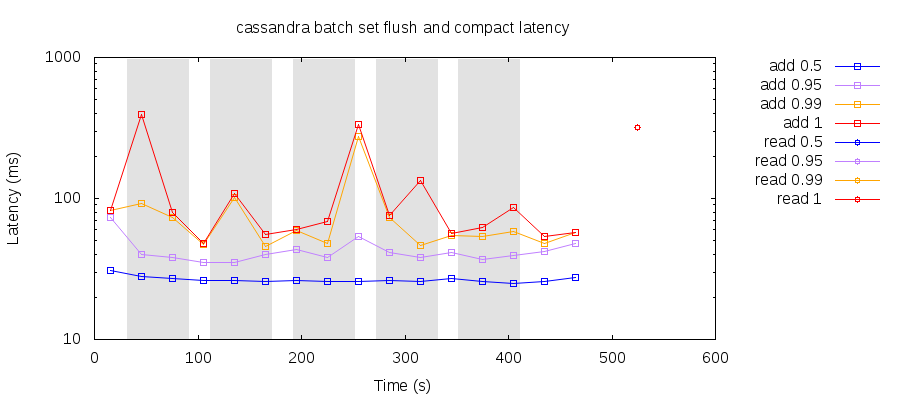 cassandra batch set flush and compact latency
1000
100
10
Latency (ms)
0 100 200 300 400 500 600
Time (s)
add 0.5
add 0.95
add 0.99
add 1
read 0.5
read 0.95
read 0.99
read 1